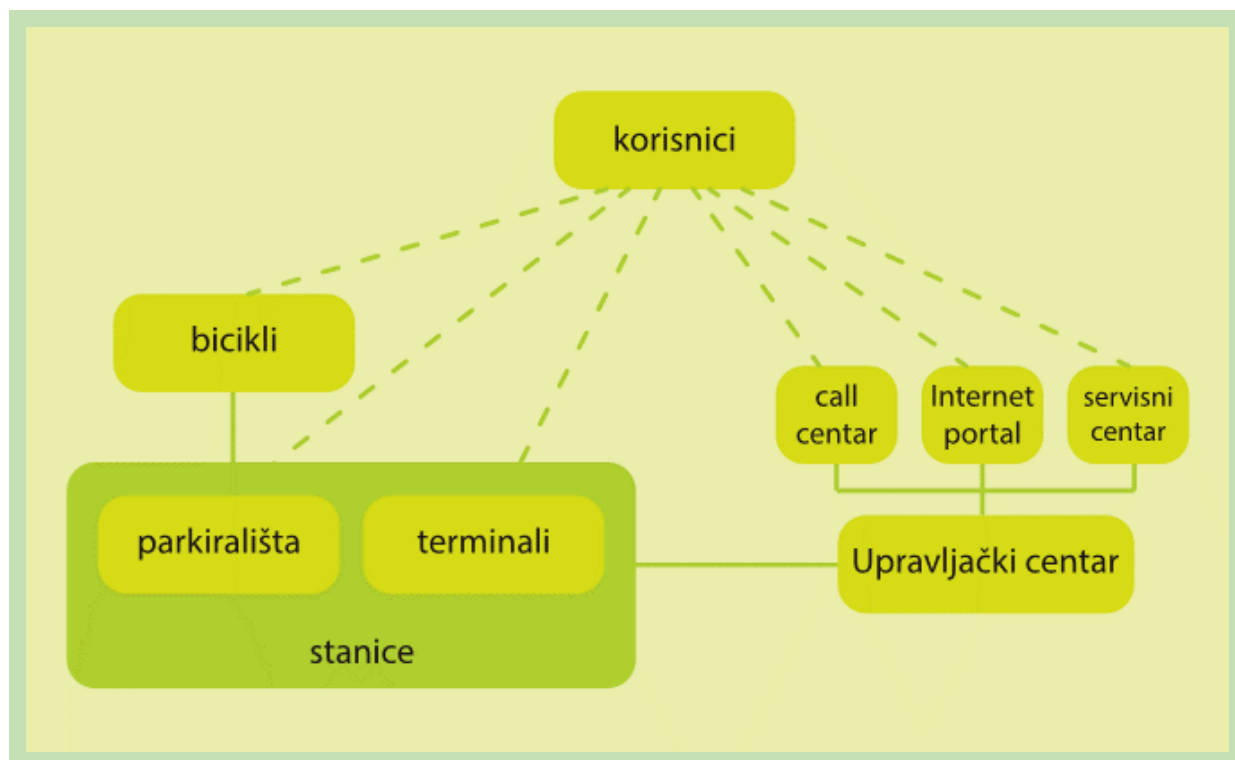 korisnici
bicikli
call
centar
Internet
portal
servisni
centar
parkirališta
terminali
Upravljački centar
stanice